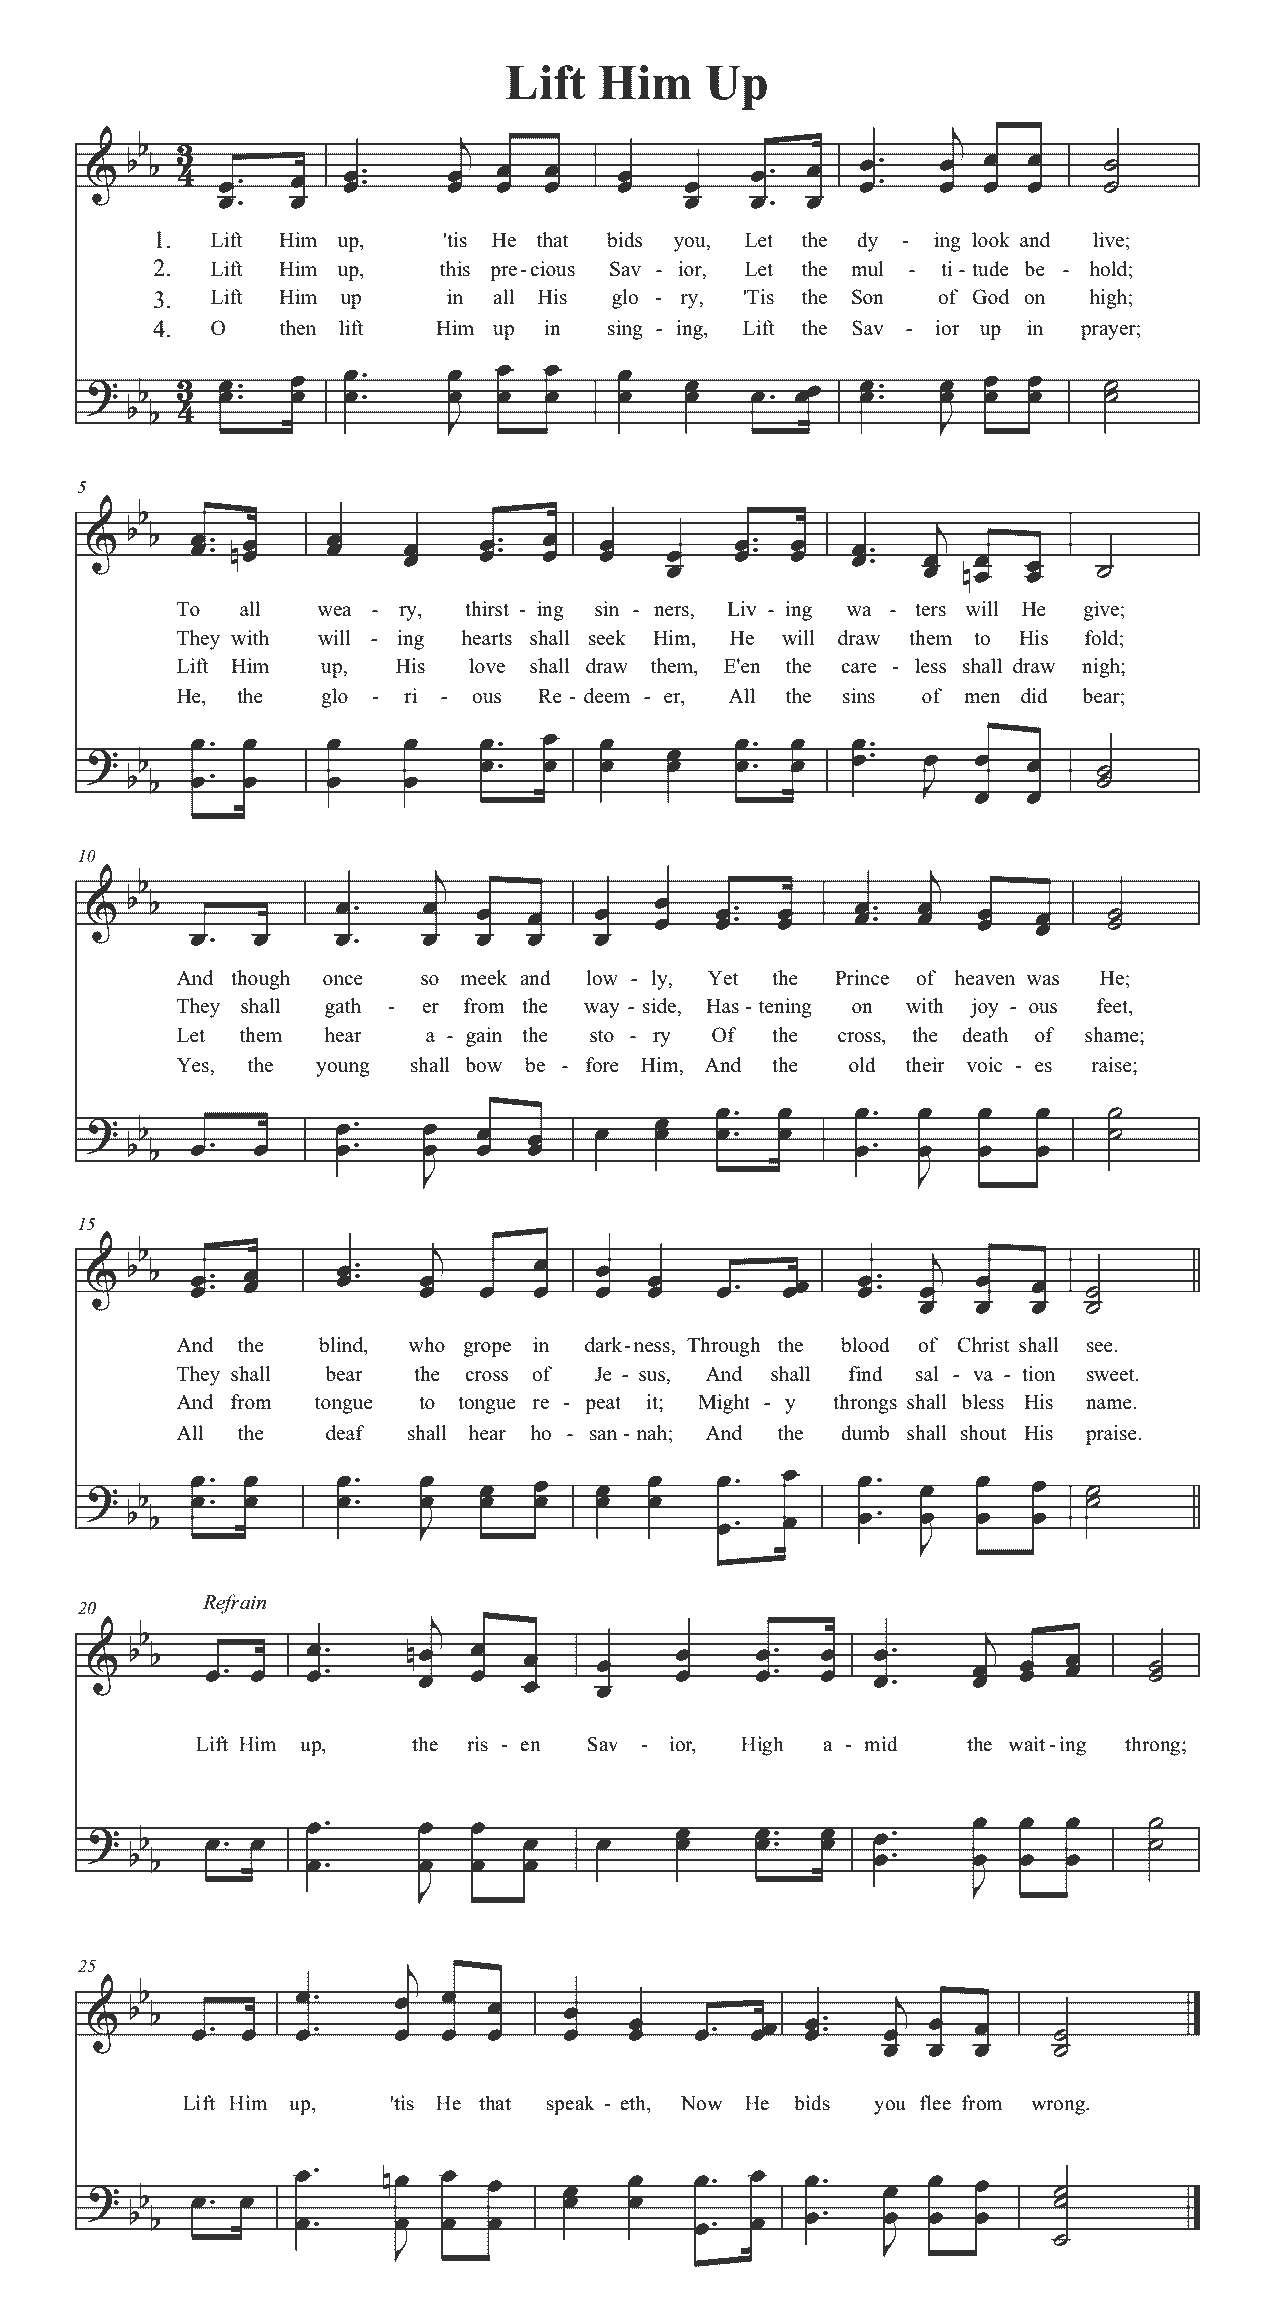 Lift Him Up
3
4
1. Lift Him up, 'tis He that bids you, Let the dy - ing look and live;
2. Lift Him up, this pre - cious Sav - ior, Let the mul - ti - tude be - hold;
3. Lift Him up in all His glo - ry, 'Tis the Son of God on high;
4. O then lift Him up in sing - ing, Lift the Sav - ior up in prayer;
3
4
5
To all wea - ry, thirst - ing sin - ners, Liv - ing wa - ters will He give;
They with will - ing hearts shall seek Him, He will draw them to His fold;
Lift Him up, His love shall draw them, E'en the care - less shall draw nigh;
He, the glo - ri - ous Re - deem - er, All the sins of men did bear;
10
And though once so meek and low - ly, Yet the Prince of heaven was He;
They shall gath - er from the way - side, Has - tening on with joy - ous feet,
Let them hear a - gain the sto - ry Of the cross, the death of shame;
Yes, the young shall bow be - fore Him, And the old their voic - es raise;
15
And the blind, who grope in dark - ness, Through the blood of Christ shall see.
They shall bear the cross of Je - sus, And shall find sal - va - tion sweet.
And from tongue to tongue re - peat it; Might - y throngs shall bless His name.
All the deaf shall hear ho - san - nah; And the dumb shall shout His praise.
20 Refrain
Lift Him up, the ris - en Sav - ior, High a - mid the wait - ing throng;
25
Lift Him up, 'tis He that speak - eth, Now He bids you flee from wrong.